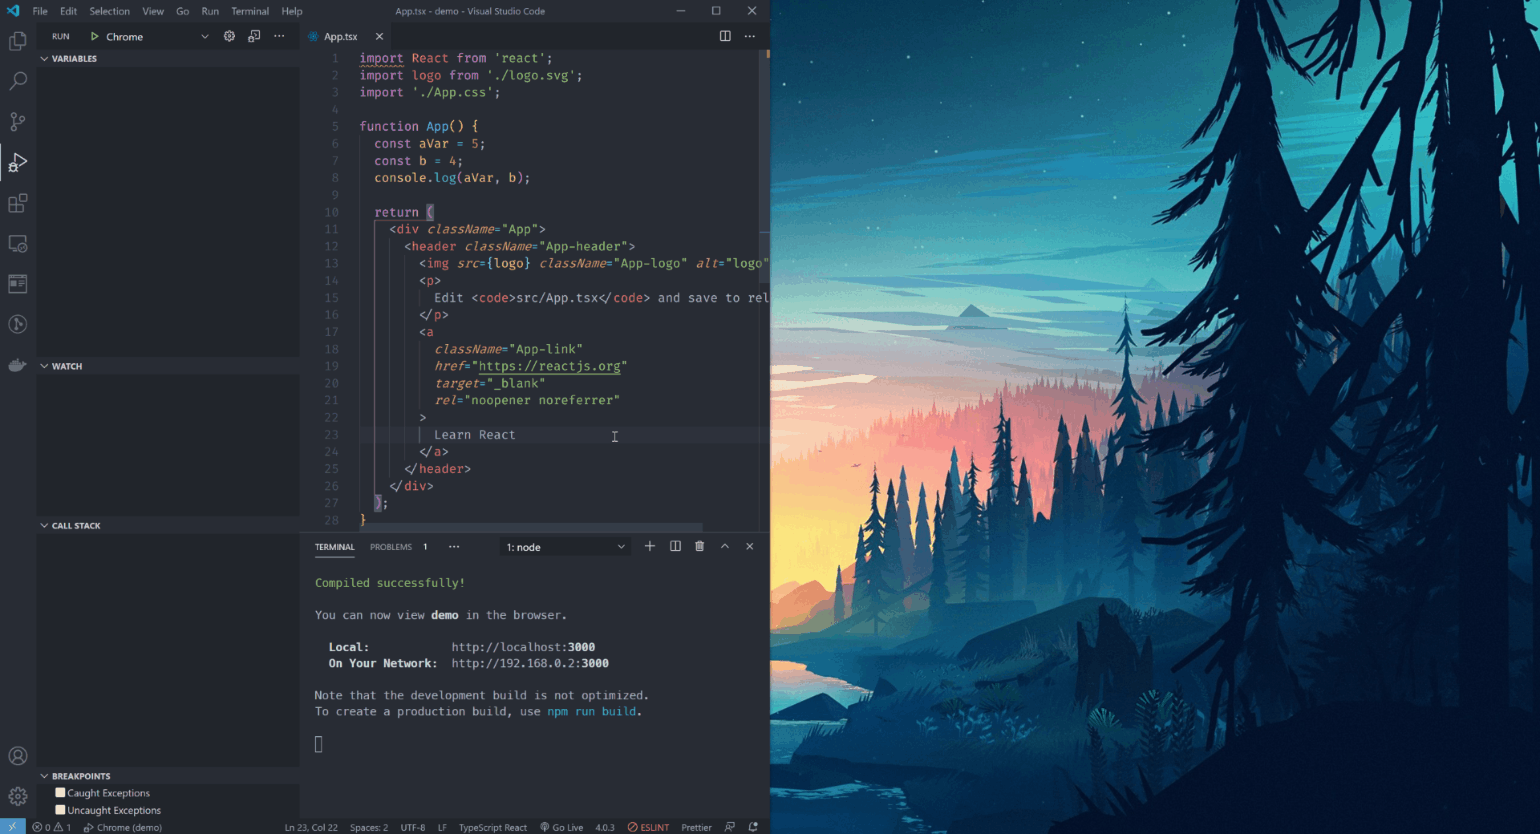 File Edit Selection View Go Run Terminal Help App.tsx - demo - Visual Studio Code
RUN Chrome
App.tsx
VARIABLES
WATCH
CALL STACK
BREAKPOINTS
Caught Exceptions
Uncaught Exceptions
1 import React from 'react';
2 import logo from './logo.svg';
3 import './App.css';
4
5 function App() {
6 const aVar = 5;
7 const b = 4;
8 console.log(aVar, b);
9
10 return (
11 <div className="App">
12 <header className="App-header">
13 <img src={logo} className="App-logo" alt="logo"
14 <p>
15 Edit <code>src/App.tsx</code> and save to rel
16 </p>
17 <a
18 className="App-link"
19 href="https://reactjs.org"
20 target="_blank"
21 rel="noopener noreferrer"
22 >
23 Learn React
24 </a>
25 </header>
26 </div>
27 );
28 }
TERMINAL PROBLEMS 1 ··· 1: node
Compiled successfully!
You can now view demo in the browser.
Local: http://localhost:3000
On Your Network: http://192.168.0.2:3000
Note that the development build is not optimized.
To create a production build, use npm run build.
0 1 Chrome (demo) Ln 23, Col 22 Spaces: 2 UTF-8 LF TypeScript React Go Live 4.0.3 ESLINT Prettier